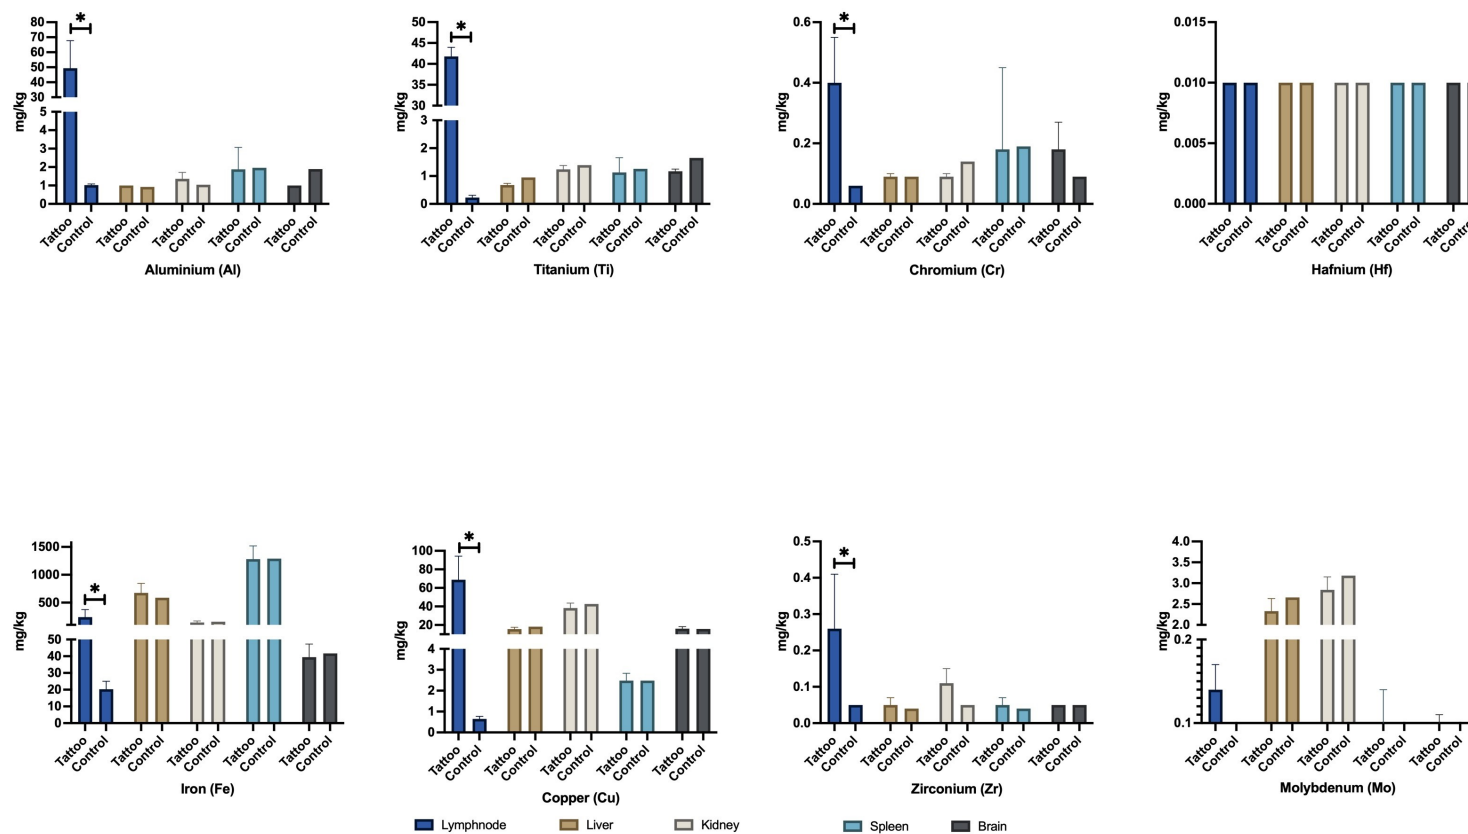 80
70
60
50
40
30
5
4
3
2
1
0
mg/kg
*
Tattoo
Control
Tattoo
Control
Tattoo
Control
Tattoo
Control
Tattoo
Control
Aluminium (Al)
50
45
40
35
30
3
2
1
0
mg/kg
*
Tattoo
Control
Tattoo
Control
Tattoo
Control
Tattoo
Control
Tattoo
Control
Titanium (Ti)
0.6
0.4
0.2
0.0
mg/kg
*
Tattoo
Control
Tattoo
Control
Tattoo
Control
Tattoo
Control
Tattoo
Control
Chromium (Cr)
0.015
0.010
0.005
0.000
mg/kg
Tattoo
Control
Tattoo
Control
Tattoo
Control
Tattoo
Control
Tattoo
Contro
Hafnium (Hf)
1500
1000
500
50
40
30
20
10
0
mg/kg
*
Tattoo
Control
Tattoo
Control
Tattoo
Control
Tattoo
Control
Tattoo
Control
Iron (Fe)
100
80
60
40
20
4
3
2
1
0
mg/kg
*
Tattoo
Control
Tattoo
Control
Tattoo
Control
Tattoo
Control
Tattoo
Control
Copper (Cu)
0.5
0.4
0.3
0.2
0.1
0.0
mg/kg
*
Tattoo
Control
Tattoo
Control
Tattoo
Control
Tattoo
Control
Tattoo
Control
Zirconium (Zr)
4.0
3.5
3.0
2.5
2.0
0.2
0.1
mg/kg
Tattoo
Control
Tattoo
Control
Tattoo
Control
Tattoo
Control
Tattoo
Control
Molybdenum (Mo)
Lymphnode
Liver
Kidney
Spleen
Brain